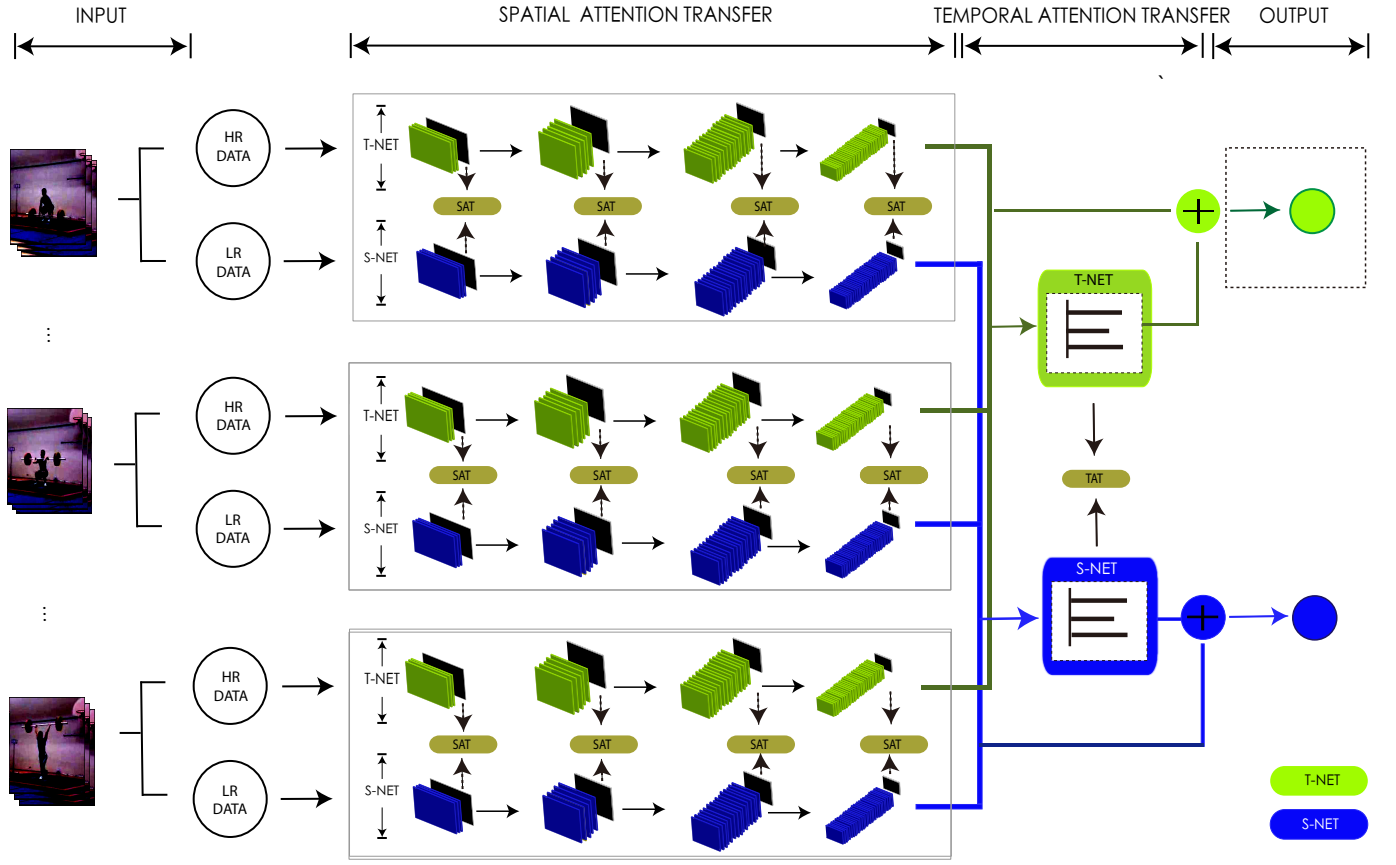 INPUT
SPATIAL ATTENTION TRANSFER
TEMPORAL ATTENTION TRANSFER
OUTPUT
HR
DATA
LR
DATA
T-NET
S-NET
SAT
SAT
SAT
SAT
HR
DATA
LR
DATA
T-NET
S-NET
SAT
SAT
SAT
SAT
HR
DATA
LR
DATA
T-NET
S-NET
SAT
SAT
SAT
SAT
T-NET
TAT
S-NET
T-NET
S-NET